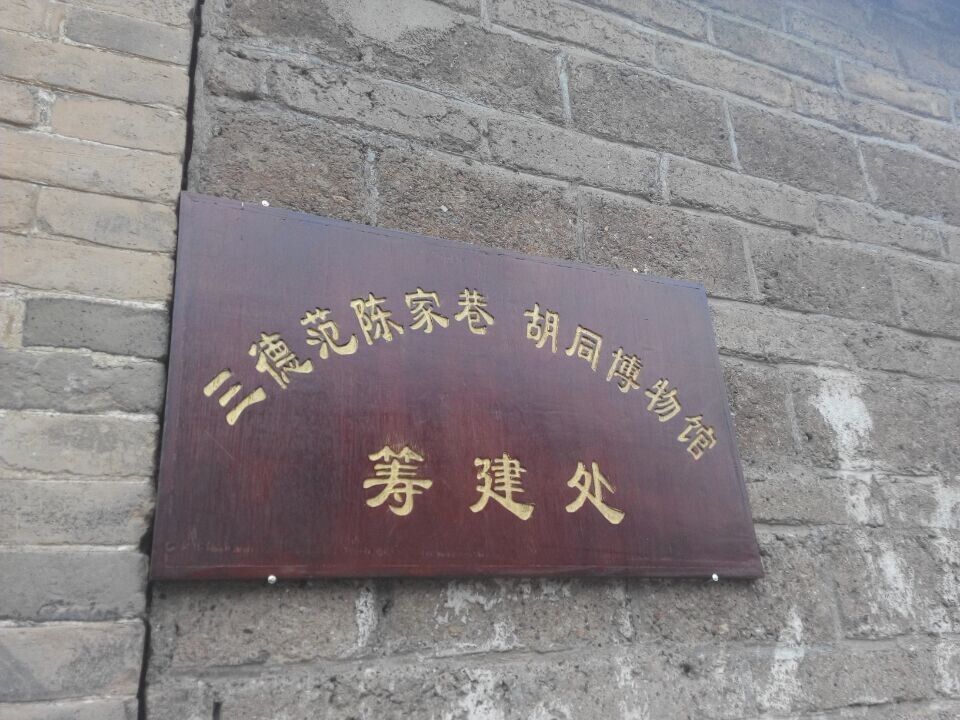 三德范陈家巷 胡同博物馆
筹建处